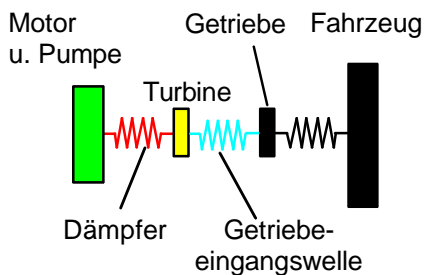 Motor
u. Pumpe
Getriebe
Fahrzeug
Turbine
Dämpfer
Getriebe-
eingangswelle